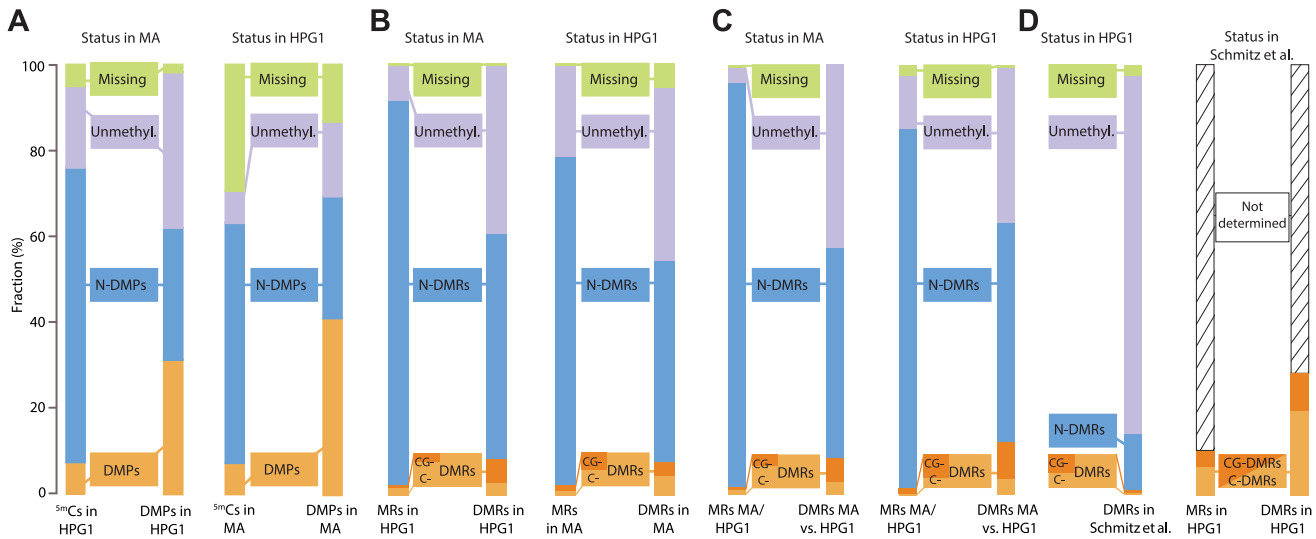 A
B
C
D
Status in MA
Status in HPG1
Status in MA
Status in HPG1
Status in MA
Status in HPG1
Status in HPG1
Status in
Schmitz et al.
Fraction (%)
100
80
60
40
20
0
Missing
Unmethyl.
N-DMPs
DMPs
⁵ᵐCs in
HPG1
DMPs in
HPG1
Missing
Unmethyl.
N-DMPs
DMPs
⁵ᵐCs in
MA
DMPs in
MA
Missing
Unmethyl.
N-DMRs
CG-
C-
DMRs
MRs in
HPG1
DMRs in
HPG1
Missing
Unmethyl.
N-DMRs
CG-
C-
DMRs
MRs
in MA
DMRs in
MA
Missing
Unmethyl.
N-DMRs
CG-
C-
DMRs
MRs MA/
HPG1
DMRs MA
vs. HPG1
Missing
Unmethyl.
N-DMRs
CG-
C-
DMRs
MRs MA/
HPG1
DMRs MA
vs. HPG1
Missing
Unmethyl.
N-DMRs
CG-
C-
DMRs
DMRs in
Schmitz et al.
Not
determined
CG-DMRs
C-DMRs
MRs in
HPG1
DMRs in
HPG1